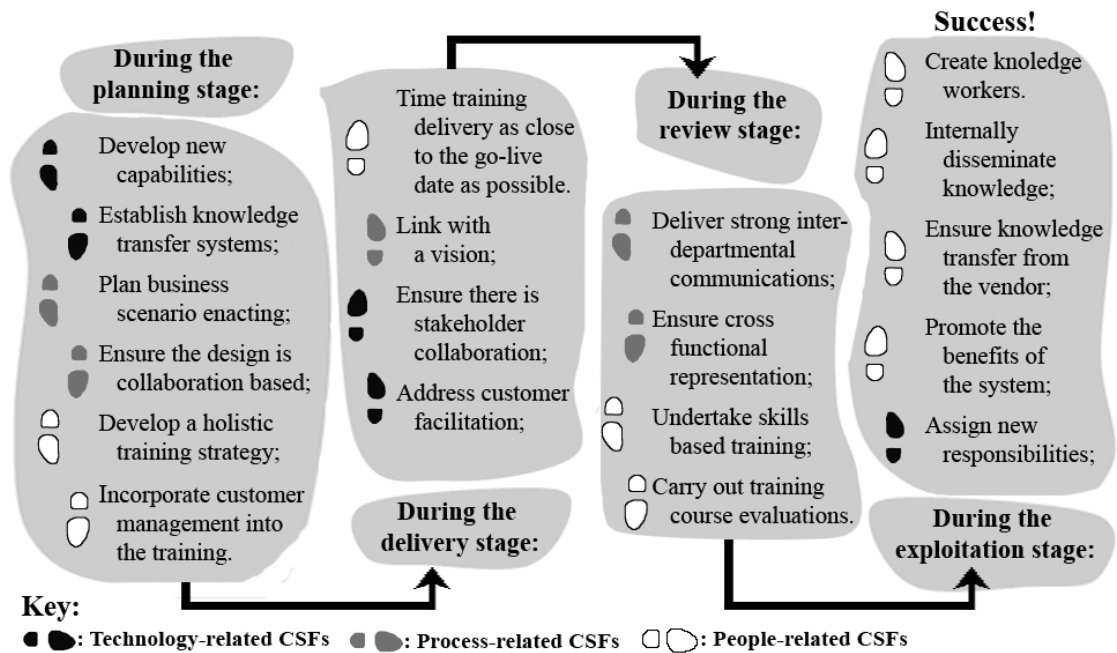 During the
planning stage:
Develop new
capabilities;
Establish knowledge
transfer systems;
Plan business
scenario enacting;
Ensure the design is
collaboration based;
Develop a holistic
training strategy;
Incorporate customer
management into
the training.
Time training
delivery as close
to the go-live
date as possible.
Link with
a vision;
Ensure there is
stakeholder
collaboration;
Address customer
facilitation;
During the
delivery stage:
During the
review stage:
Deliver strong inter-
departmental
communications;
Ensure cross
functional
representation;
Undertake skills
based training;
Carry out training
course evaluations.
Success!
Create knoledge
workers.
Internally
disseminate
knowledge;
Ensure knowledge
transfer from
the vendor;
Promote the
benefits of
the system;
Assign new
responsibilities;
During the
exploitation stage:
Key:
: Technology-related CSFs : Process-related CSFs : People-related CSFs